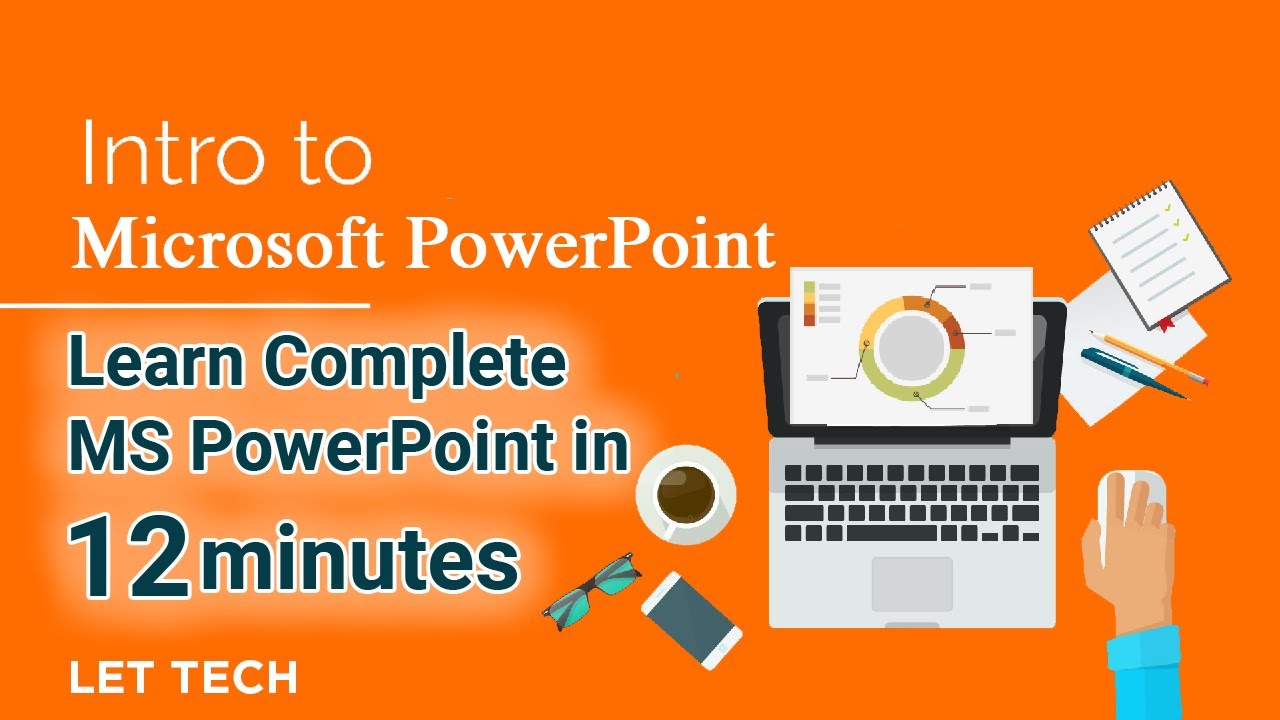 Intro to
Microsoft PowerPoint
Learn Complete
MS PowerPoint in
12 minutes
LET TECH